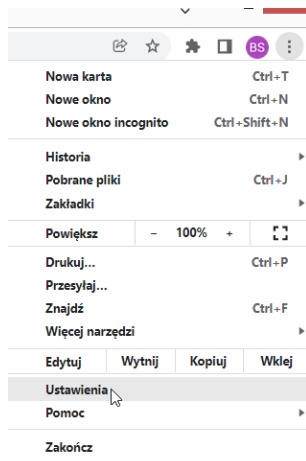 BS
Nowa karta Ctrl+T
Nowe okno Ctrl+N
Nowe okno incognito Ctrl+Shift+N
Historia
Pobrane pliki Ctrl+J
Zakładki
Powiększ - 100% +
Drukuj... Ctrl+P
Przesyłaj...
Znajdź Ctrl+F
Więcej narzędzi
Edytuj Wytnij Kopiuj Wklej
Ustawienia
Pomoc
Zakończ